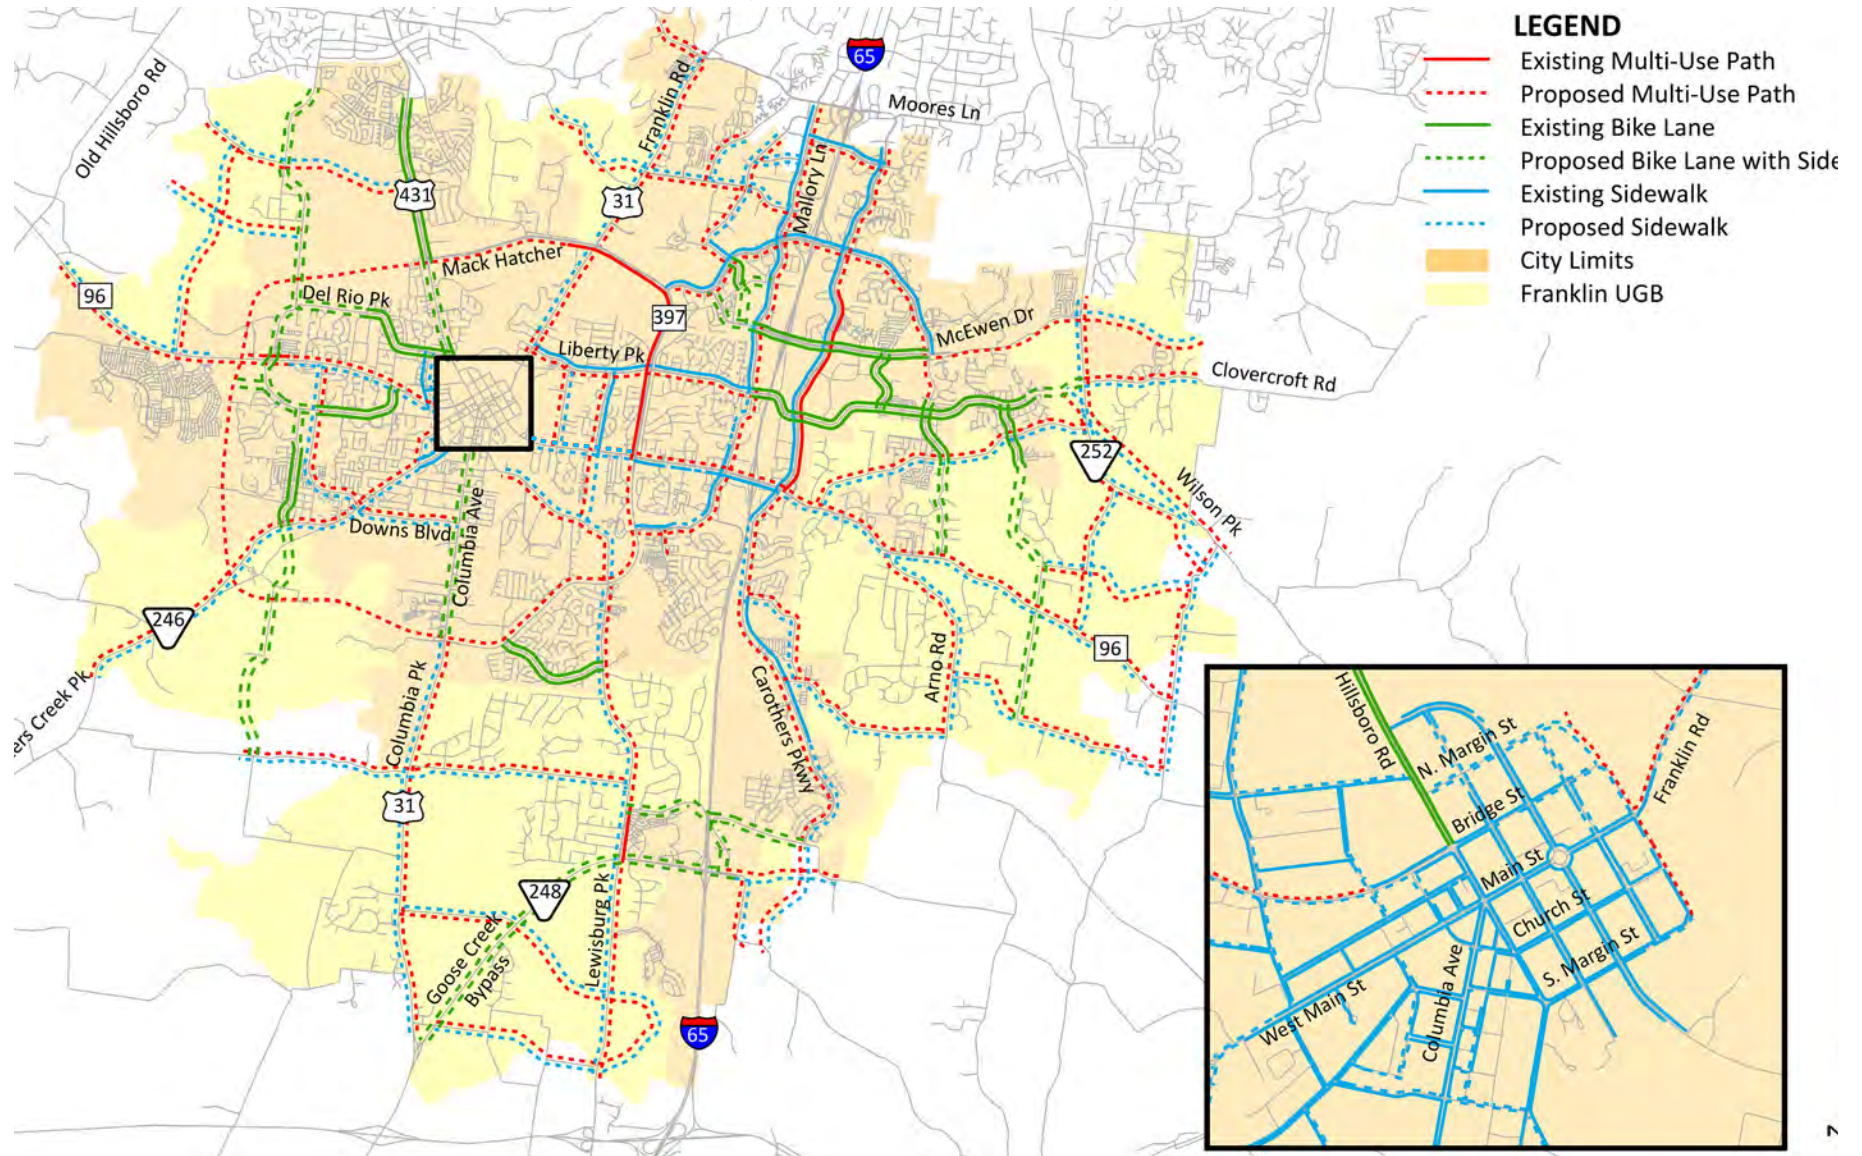 LEGEND
Existing Multi-Use Path
Proposed Multi-Use Path
Existing Bike Lane
Proposed Bike Lane with Side
Existing Sidewalk
Proposed Sidewalk
City Limits
Franklin UGB
65
Moores Ln
Old Hillsboro Rd
Franklin Rd
Mallory Ln
431
31
Mack Hatcher
96
Del Rio Pk
397
Liberty Pk
McEwen Dr
Clovercroft Rd
252
Wilson Pk
Downs Blvd
Columbia Ave
246
ers Creek Pk
Arno Rd
96
Columbia Pk
Carothers Pkwy
31
248
Goose Creek
Bypass
Lewisburg Pk
65
Hillsboro Rd
N. Margin St
Franklin Rd
Bridge St
Main St
Church St
S. Margin St
Columbia Ave
West Main St